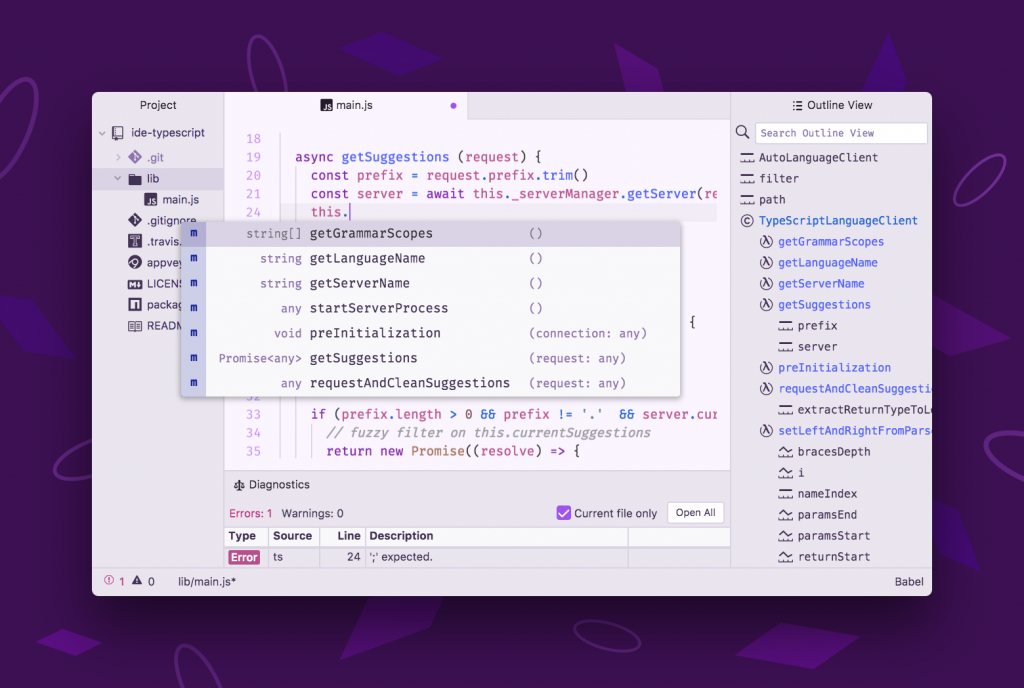 Project
ide-typescript
.git
lib
main.js
.gitignore
.travis.
appve
LICEN
packag
READM
main.js
18
19 async getSuggestions (request) {
20 const prefix = request.prefix.trim()
21 const server = await this._serverManager.getServer(re
24 this.
m string[] getGrammarScopes ()
m string getLanguageName ()
m string getServerName ()
m any startServerProcess ()
m void preInitialization (connection: any)
m Promise<any> getSuggestions (request: any)
m any requestAndCleanSuggestions (request: any)
{
32
33 if (prefix.length > 0 && prefix != '.' && server.cur
34 // fuzzy filter on this.currentSuggestions
35 return new Promise((resolve) => {
Diagnostics
Errors: 1 Warnings: 0 Current file only Open All
Type Source Line Description
Error ts 24 ';' expected.
1 0 lib/main.js* Babel
Outline View
Search Outline View
AutoLanguageClient
filter
path
TypeScriptLanguageClient
getGrammarScopes
getLanguageName
getServerName
getSuggestions
prefix
server
preInitialization
requestAndCleanSuggesti
extractReturnTypeToL
setLeftAndRightFromPars
bracesDepth
i
nameIndex
paramsEnd
paramsStart
returnStart